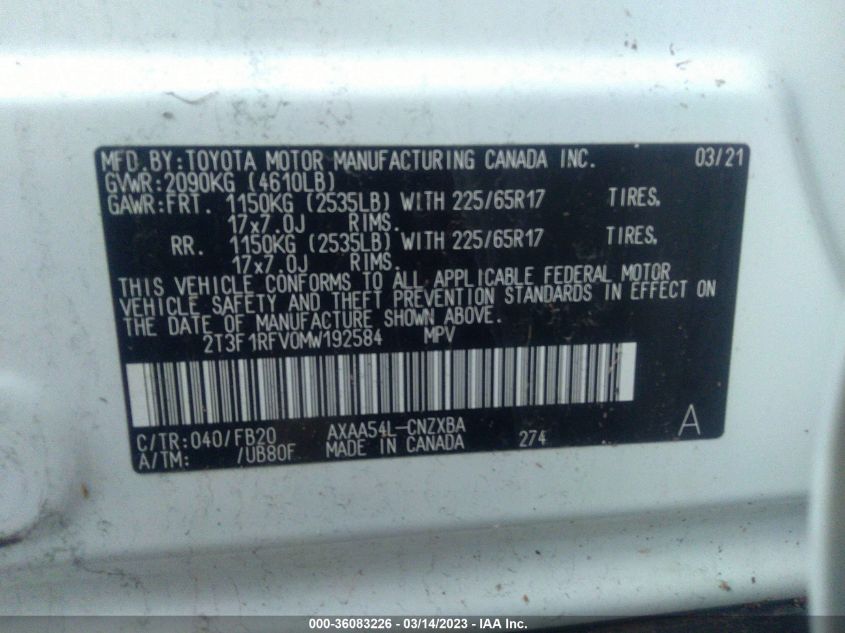 MFD. BY: TOYOTA MOTOR MANUFACTURING CANADA INC. 03/21
GVWR: 2090KG (4610LB)
GAWR: FRT. 1150KG (2535LB) WITH 225/65R17 TIRES,
17x7.0J RIMS.
RR. 1150KG (2535LB) WITH 225/65R17 TIRES,
17x7.0J RIMS.
THIS VEHICLE CONFORMS TO ALL APPLICABLE FEDERAL MOTOR
VEHICLE SAFETY AND THEFT PREVENTION STANDARDS IN EFFECT ON
THE DATE OF MANUFACTURE SHOWN ABOVE.
2T3F1RFV0MW192584 MPV
C/TR: 040/FB20 AXAA54L-CNZXBA A
A/TM: /UB80F MADE IN CANADA 274
000-36083226 - 03/14/2023 - IAA Inc.